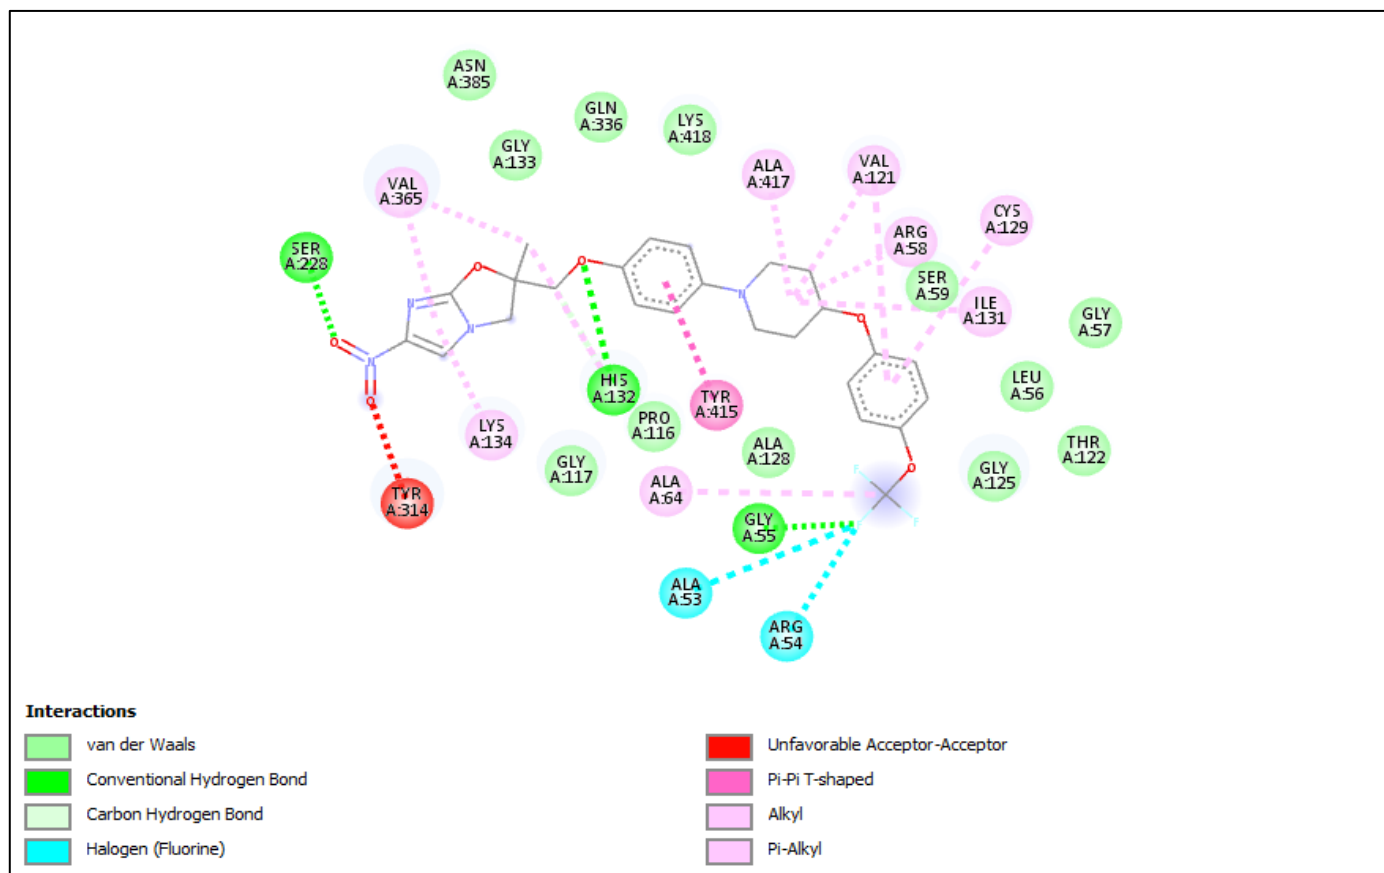 ASN
A:385
GLN
A:336
LYS
A:418
GLY
A:133
ALA
A:417
VAL
A:121
VAL
A:365
CYS
A:129
ARG
A:58
SER
A:228
SER
A:59
ILE
A:131
GLY
A:57
O
O
N
N
N
O
N
O
O
N
O
LEU
A:56
HIS
A:132
TYR
A:415
PRO
A:116
LYS
A:134
ALA
A:128
THR
A:122
GLY
A:117
GLY
A:125
O
F
F
F
ALA
A:64
TYR
A:314
GLY
A:55
ALA
A:53
ARG
A:54
Interactions
van der Waals
Conventional Hydrogen Bond
Carbon Hydrogen Bond
Halogen (Fluorine)
Unfavorable Acceptor-Acceptor
Pi-Pi T-shaped
Alkyl
Pi-Alkyl